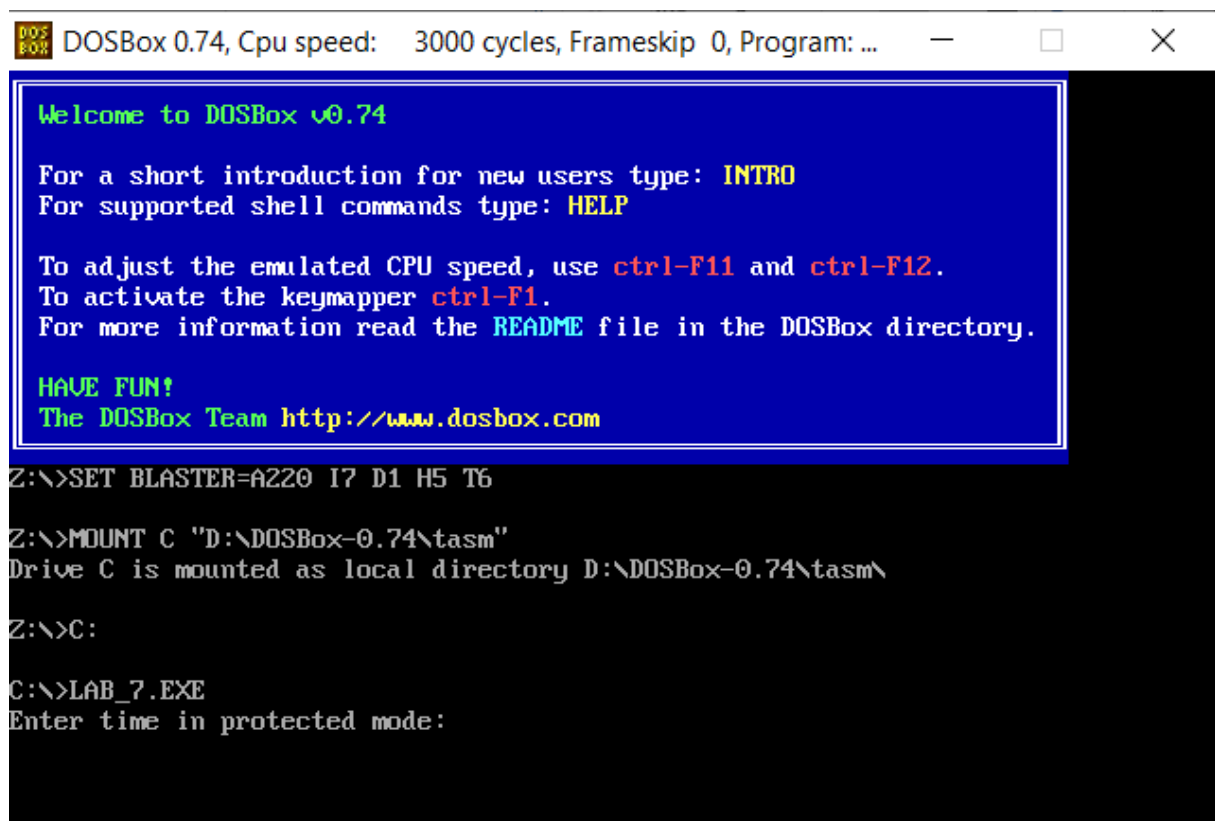 DOS BOX DOSBox 0.74, Cpu speed: 3000 cycles, Frameskip 0, Program: ...
Welcome to DOSBox v0.74
For a short introduction for new users type: INTRO
For supported shell commands type: HELP
To adjust the emulated CPU speed, use ctrl-F11 and ctrl-F12.
To activate the keymapper ctrl-F1.
For more information read the README file in the DOSBox directory.
HAVE FUN!
The DOSBox Team http://www.dosbox.com
Z:\>SET BLASTER=A220 I7 D1 H5 T6
Z:\>MOUNT C "D:\DOSBox-0.74\tasm"
Drive C is mounted as local directory D:\DOSBox-0.74\tasm\
Z:\>C:
C:\>LAB_7.EXE
Enter time in protected mode: